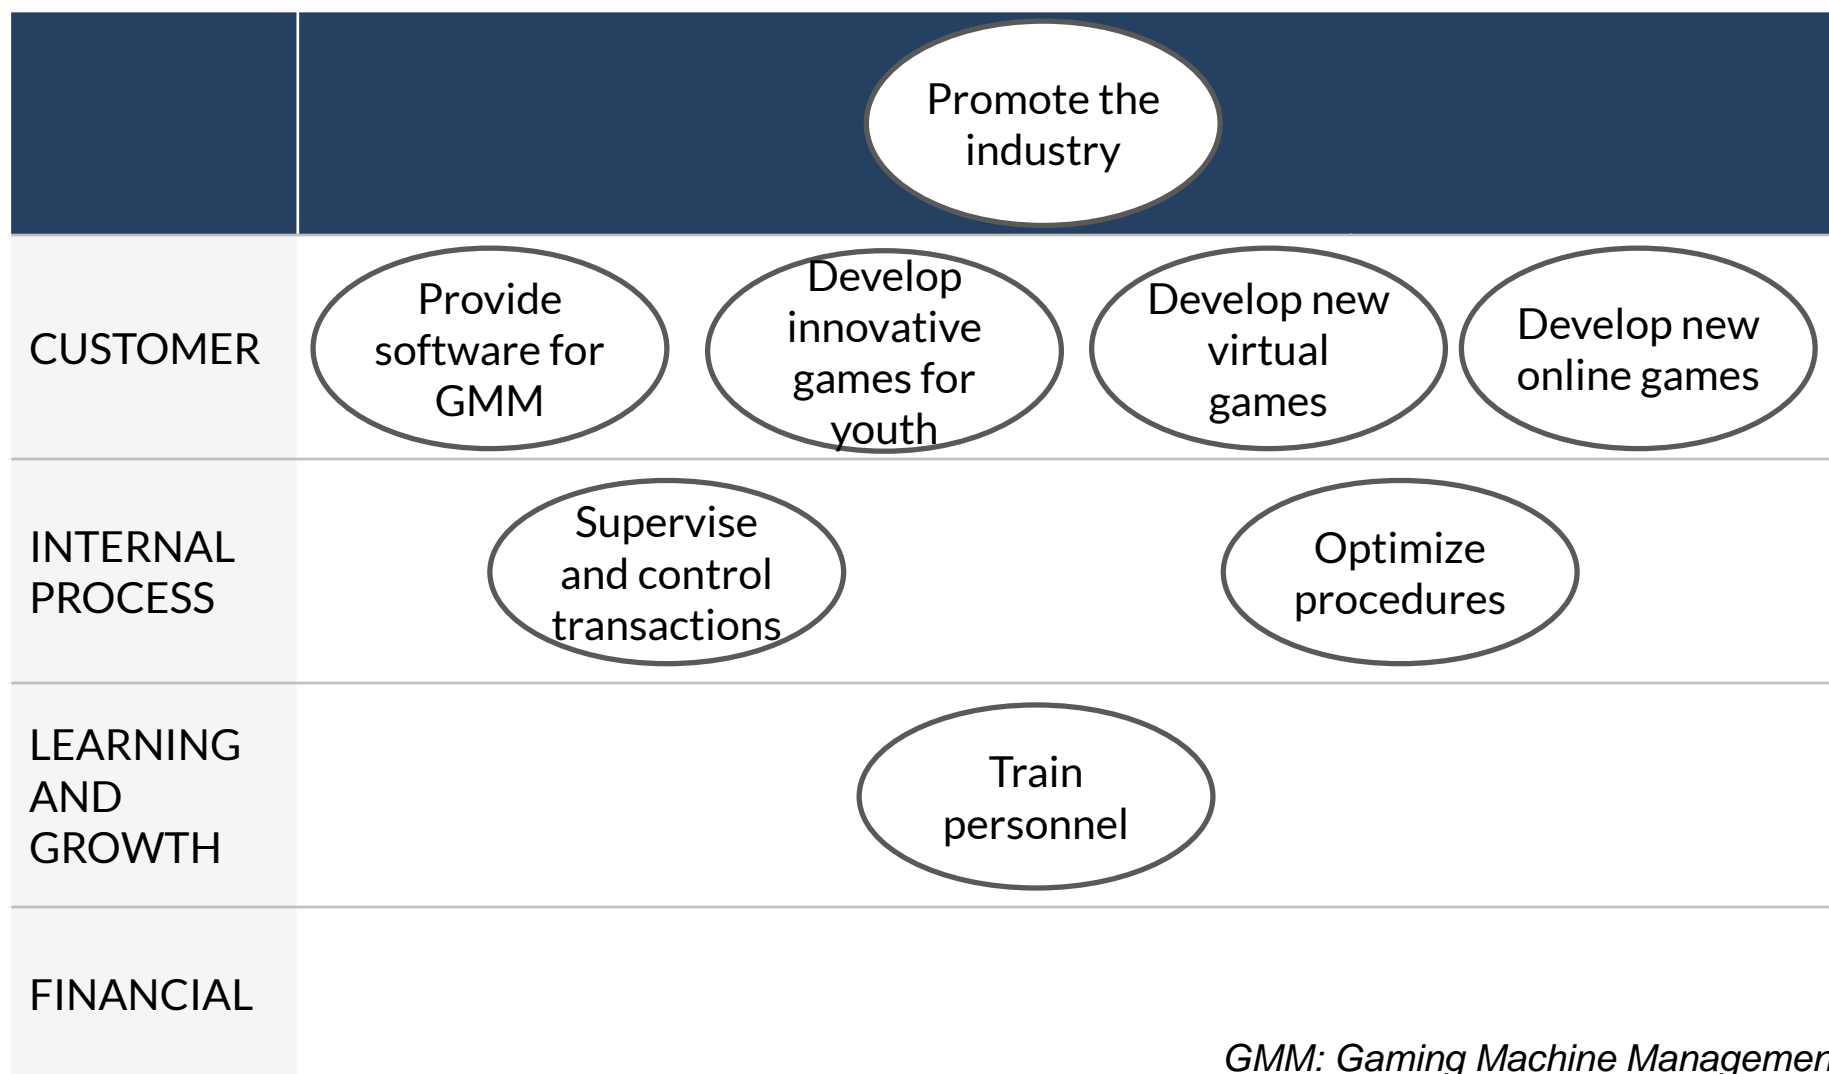 Promote the
industry
CUSTOMER
Provide
software for
GMM
Develop
innovative
games for
youth
Develop new
virtual
games
Develop new
online games
INTERNAL
PROCESS
Supervise
and control
transactions
Optimize
procedures
LEARNING
AND
GROWTH
Train
personnel
FINANCIAL
GMM: Gaming Machine Managemen